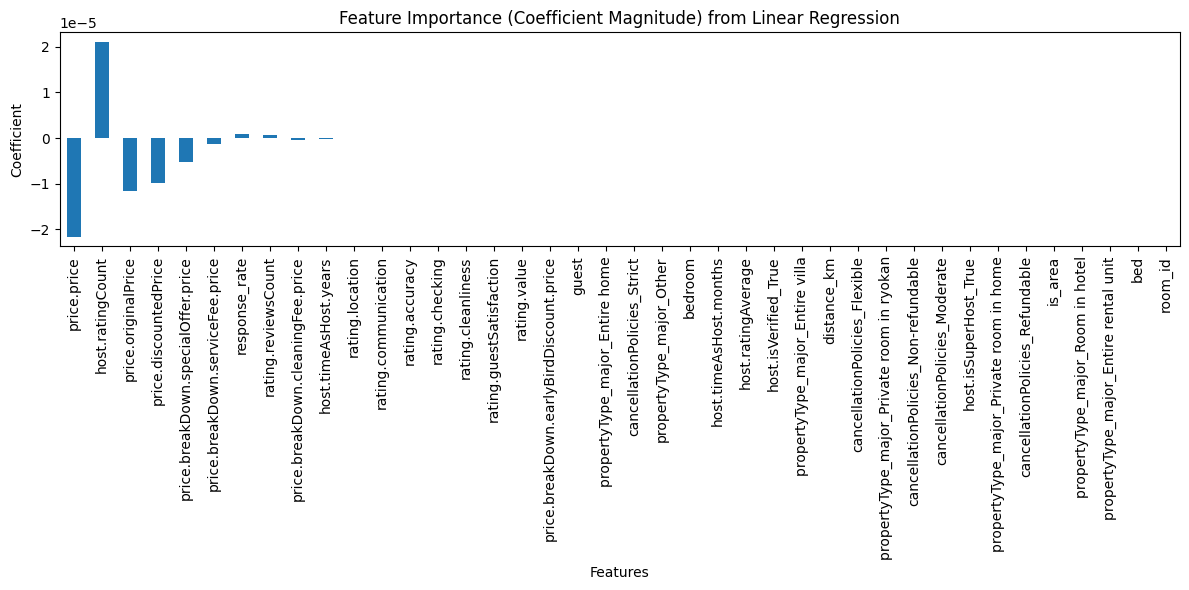 Feature Importance (Coefficient Magnitude) from Linear Regression
1e−5
2
1
0
−1
−2
Coefficient
price.price
host.ratingCount
price.originalPrice
price.discountedPrice
price.breakDown.specialOffer.price
price.breakDown.serviceFee.price
response_rate
rating.reviewsCount
price.breakDown.cleaningFee.price
host.timeAsHost.years
rating.location
rating.communication
rating.accuracy
rating.checking
rating.cleanliness
rating.guestSatisfaction
rating.value
price.breakDown.earlyBirdDiscount.price
guest
propertyType_major_Entire home
cancellationPolicies_Strict
propertyType_major_Other
bedroom
host.timeAsHost.months
host.ratingAverage
host.isVerified_True
propertyType_major_Entire villa
distance_km
cancellationPolicies_Flexible
propertyType_major_Private room in ryokan
cancellationPolicies_Non-refundable
cancellationPolicies_Moderate
host.isSuperHost_True
propertyType_major_Private room in home
cancellationPolicies_Refundable
is_area
propertyType_major_Room in hotel
propertyType_major_Entire rental unit
bed
room_id
Features